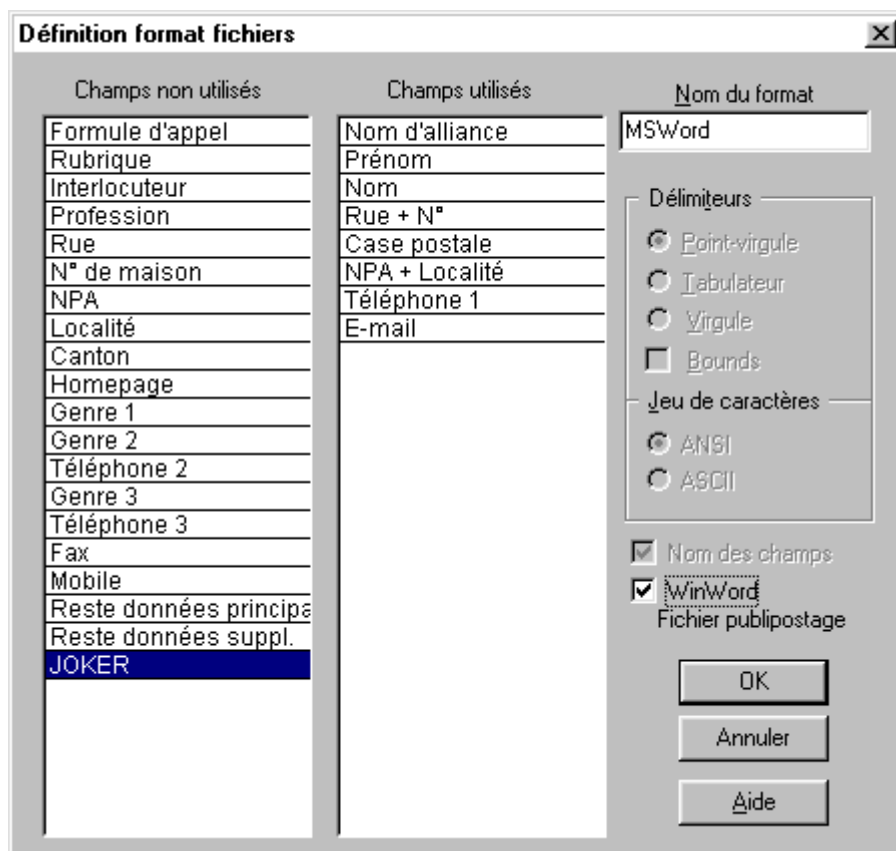 Définition format fichiers
Champs non utilisés
Formule d'appel
Rubrique
Interlocuteur
Profession
Rue
N° de maison
NPA
Localité
Canton
Homepage
Genre 1
Genre 2
Téléphone 2
Genre 3
Téléphone 3
Fax
Mobile
Reste données principa
Reste données suppl.
JOKER
Champs utilisés
Nom d'alliance
Prénom
Nom
Rue + N°
Case postale
NPA + Localité
Téléphone 1
E-mail
Nom du format
MSWord
Délimiteurs
Point-virgule
Tabulateur
Virgule
Bounds
Jeu de caractères
ANSI
ASCII
Nom des champs
WinWord
Fichier publipostage
OK
Annuler
Aide